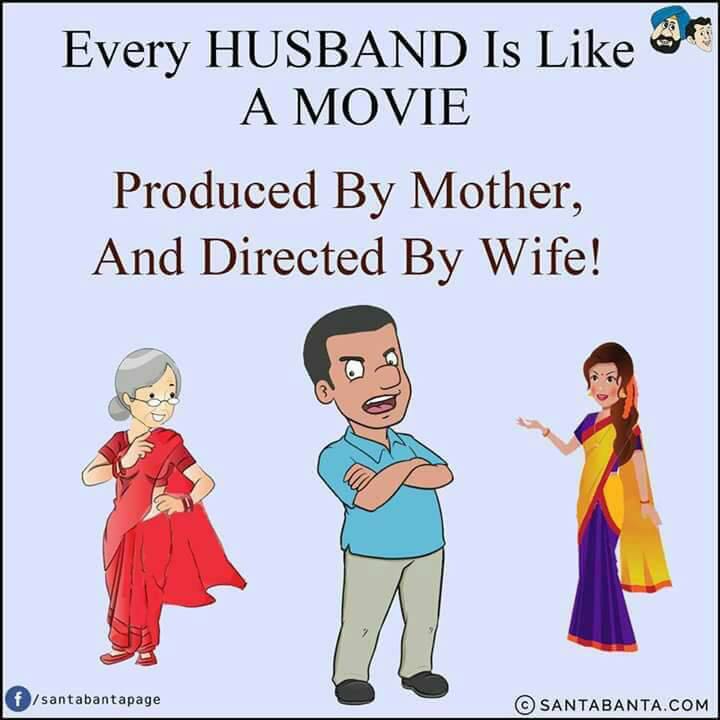 Every HUSBAND Is Like
A MOVIE
Produced By Mother,
And Directed By Wife!
f /santabantapage
© SANTABANTA.COM